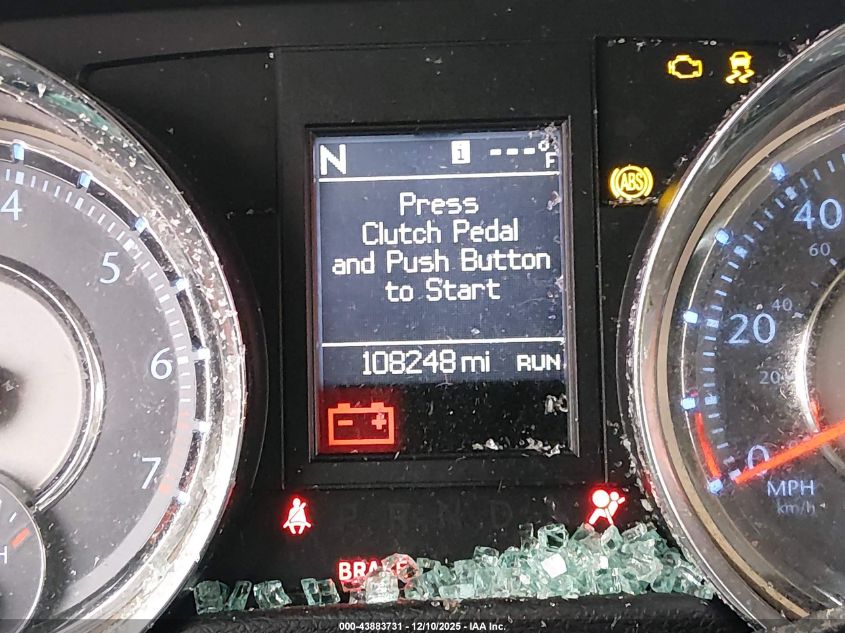 N i ---°F
Press
Clutch Pedal
and Push Button
to Start
108248 mi RUN
ABS
4
5
6
7
H
40
60
40
20
20
0
MPH
km/h
R N D
BRAKE
000-43883731 - 12/10/2025 - IAA Inc.